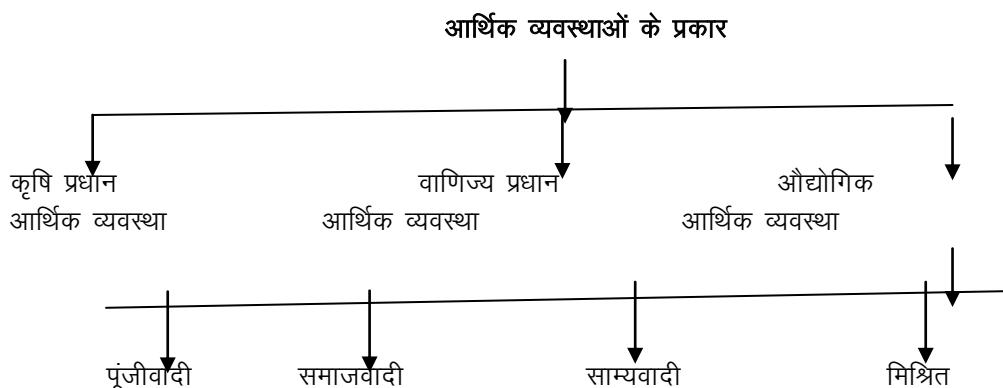 आर्थिक व्यवस्थाओं के प्रकार
कृषि प्रधान वाणिज्य प्रधान औद्योगिक
आर्थिक व्यवस्था आर्थिक व्यवस्था आर्थिक व्यवस्था
पूंजीवादी समाजवादी साम्यवादी मिश्रित